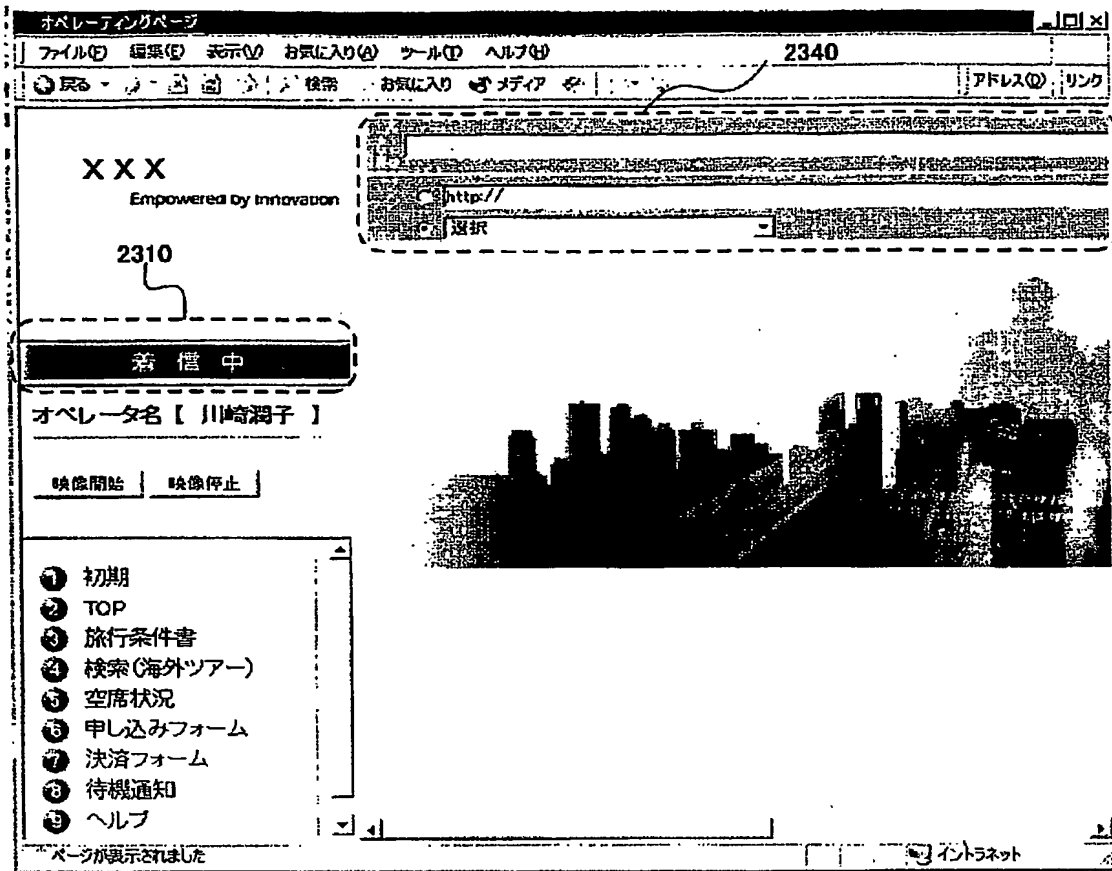 オペレーティングページ
ファイル(F) 編集(E) 表示(V) お気に入り(A) ツール(T) ヘルプ(H)
2340
戻る 検索 お気に入り メディア アドレス(D) リンク
XXX
Empowered by Innovation
http://
選択
2310
着信中
オペレータ名【 川崎潤子 】
映像開始 映像停止
1 初期
2 TOP
3 旅行条件書
4 検索(海外ツアー)
5 空席状況
6 申し込みフォーム
7 決済フォーム
8 待機通知
9 ヘルプ
ページが表示されました イントラネット